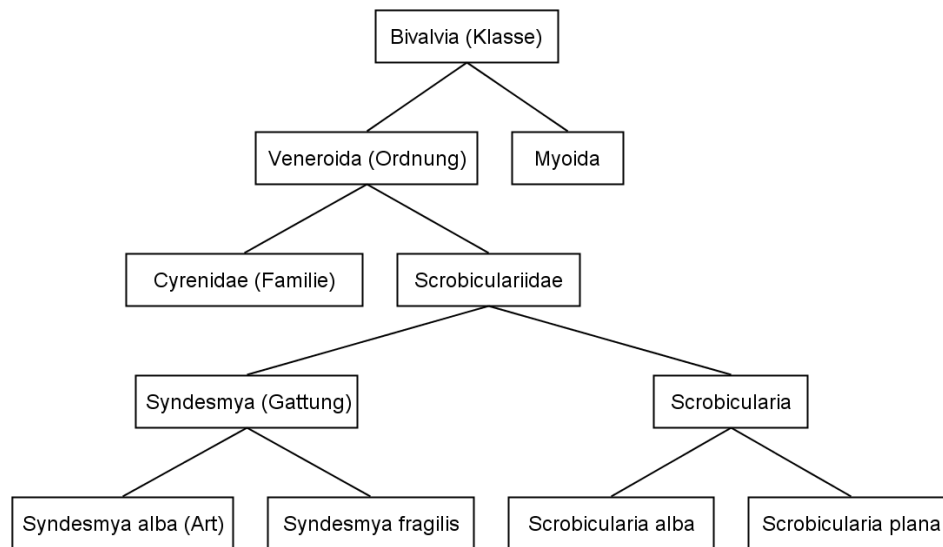 Bivalvia (Klasse)
Veneroida (Ordnung)
Myoida
Cyrenidae (Familie)
Scrobiculariidae
Syndesmya (Gattung)
Scrobicularia
Syndesmya alba (Art)
Syndesmya fragilis
Scrobicularia alba
Scrobicularia plana